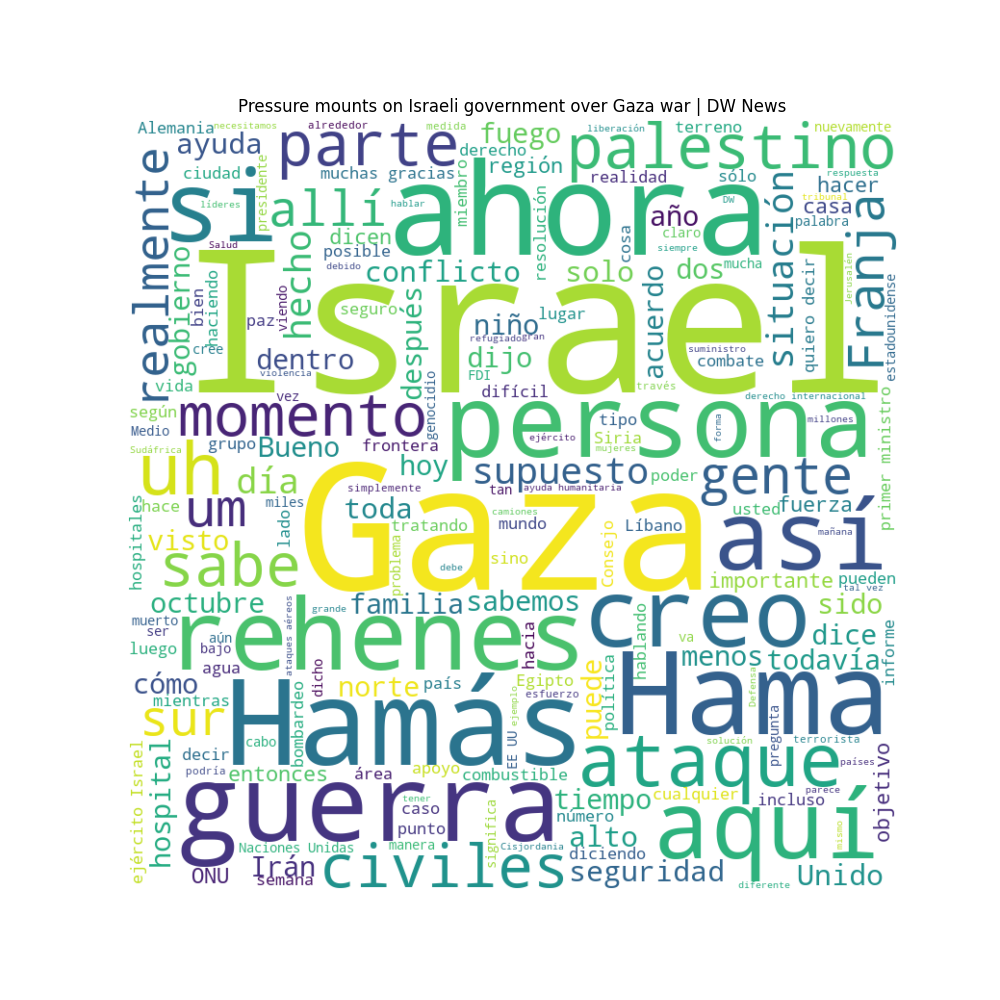 Pressure mounts on Israeli government over Gaza war | DW News
Alemania
necesitamos
alrededor
medida
fuego
liberación
terreno
nuevamente
ayuda
parte
derecho
palestino
ciudad
presidente
muchas gracias
miembro
región
realidad
sólo
respuesta
hacer
realmente
si
líderes
allí
hablar
ahora
resolución
año
DW
situación
tribunal
casa
palabra
Franja
Salud
dicen
posible
cosa
claro
siempre
gobierno
hecho
debido
conflicto
solo
dos
mucha
Jerusalén
bien
haciendo
viendo
Israel
acuerdo
quiero decir
estadounidense
paz
seguro
después
niño
lugar
cree
dentro
refugiado
gran
dijo
suministro
combate
violencia
FDI
vida
vez
difícil
través
derecho internacional
según
momento
genocidio
persona
tipo
forma
millones
primer ministro
Medio
grupo
Bueno
frontera
ejército
Siria
mujeres
Sudáfrica
uh
hoy
supuesto
poder
gente
día
simplemente
tan
ayuda humanitaria
hospitales
hace
um
miles
lado
toda
Gaza
camiones
usted
fuerza
visto
tratando
mundo
Consejo
Líbano
así
mañana
sabe
problema
debe
sino
importante
pueden
tal vez
octubre
ataques aéreos
grande
familia
sabemos
creo
sido
muerto
ser
aún
rehenes
hacia
hablando
va
dice
luego
bajo
menos
todavía
informe
agua
dicho
cómo
norte
país
Egipto
puede
política
Hama
Defensa
mientras
bombardeo
esfuerzo
sur
Hamás
ejemplo
pregunta
decir
cabo
EE UU
solución
terrorista
ejército Israel
hospital
podría
entonces
área
apoyo
combustible
ataque
países
objetivo
guerra
tener
caso
significa
tiempo
cualquier
incluso
parece
punto
número
aquí
mismo
Naciones Unidas
manera
Cisjordania
alto
diciendo
ONU
Irán
semana
civiles
seguridad
diferente
Unido